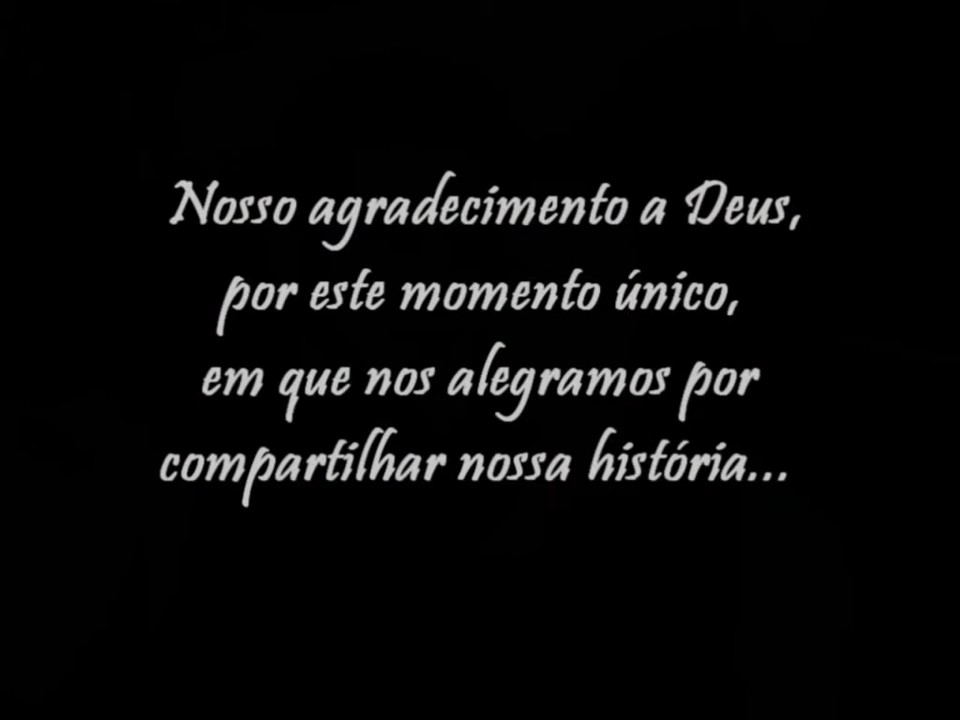 Nosso agradecimento a Deus,
por este momento único,
em que nos alegramos por
compartilhar nossa história...